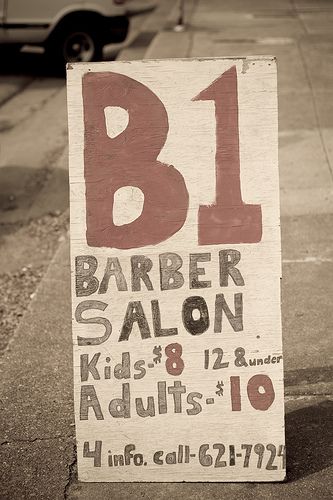 B1
BARBER
SALON
Kids-$8 12 & under
Adults-$10
4 info. call-621-7924